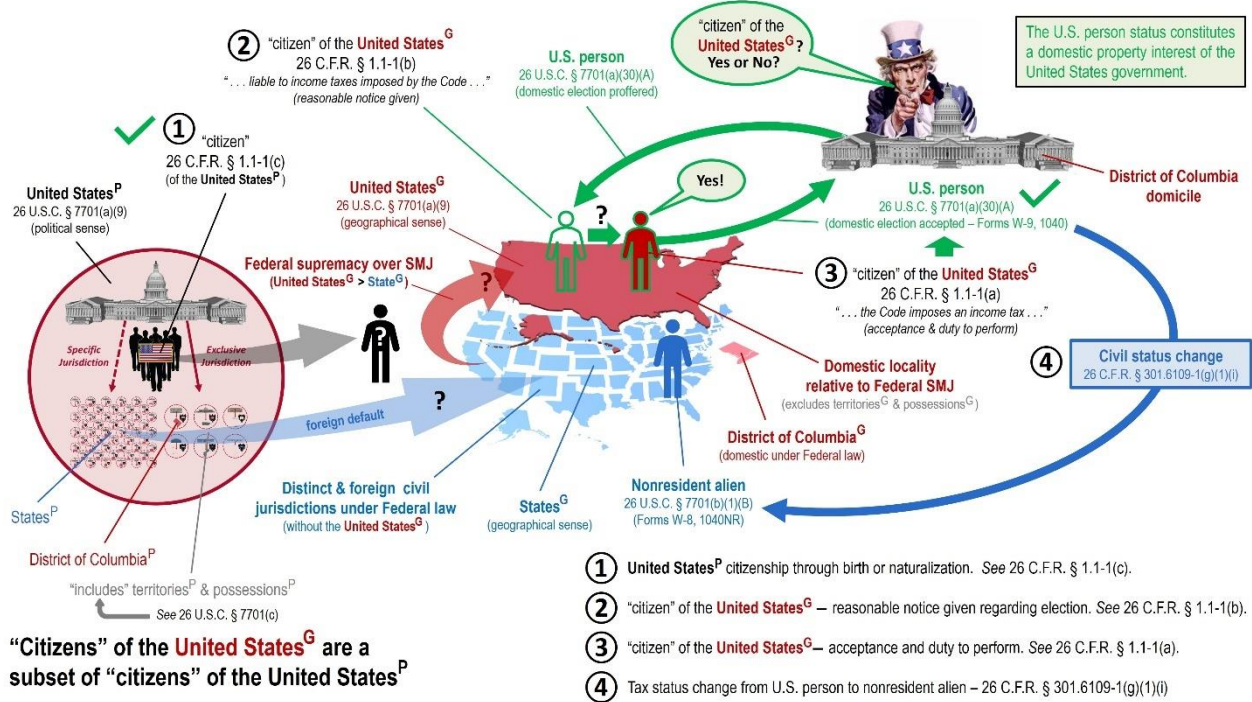 ② “citizen” of the United Statesᴳ
26 C.F.R. § 1.1-1(b)
“. . . liable to income taxes imposed by the Code . . .”
(reasonable notice given)
U.S. person
26 U.S.C. § 7701(a)(30)(A)
(domestic election proffered)
“citizen” of the
United Statesᴳ?
Yes or No?
The U.S. person status constitutes
a domestic property interest of the
United States government.
① “citizen”
26 C.F.R. § 1.1-1(c)
(of the United Statesᴾ)
United Statesᴾ
26 U.S.C. § 7701(a)(9)
(political sense)
United Statesᴳ
26 U.S.C. § 7701(a)(9)
(geographical sense)
Yes!
?
District of Columbia
domicile
U.S. person
26 U.S.C. § 7701(a)(30)(A)
(domestic election accepted – Forms W-9, 1040)
Federal supremacy over SMJ
(United Statesᴳ > Stateᴳ)
?
?
③ “citizen” of the United Statesᴳ
26 C.F.R. § 1.1-1(a)
“. . . the Code imposes an income tax . . .”
(acceptance & duty to perform)
Specific
Jurisdiction
Exclusive
Jurisdiction
④ Civil status change
26 C.F.R. § 301.6109-1(g)(1)(i)
Domestic locality
relative to Federal SMJ
(excludes territoriesᴳ & possessionsᴳ)
foreign default
?
District of Columbiaᴳ
(domestic under Federal law)
Statesᴾ
Distinct & foreign civil
jurisdictions under Federal law
(without the United Statesᴳ)
Statesᴳ
(geographical sense)
Nonresident alien
26 U.S.C. § 7701(b)(1)(B)
(Forms W-8, 1040NR)
District of Columbiaᴾ
“includes” territoriesᴾ & possessionsᴾ
See 26 U.S.C. § 7701(c)
“Citizens” of the United Statesᴳ are a
subset of “citizens” of the United Statesᴾ
① United Statesᴾ citizenship through birth or naturalization. See 26 C.F.R. § 1.1-1(c).
② “citizen” of the United Statesᴳ – reasonable notice given regarding election. See 26 C.F.R. § 1.1-1(b).
③ “citizen” of the United Statesᴳ– acceptance and duty to perform. See 26 C.F.R. § 1.1-1(a).
④ Tax status change from U.S. person to nonresident alien – 26 C.F.R. § 301.6109-1(g)(1)(i)